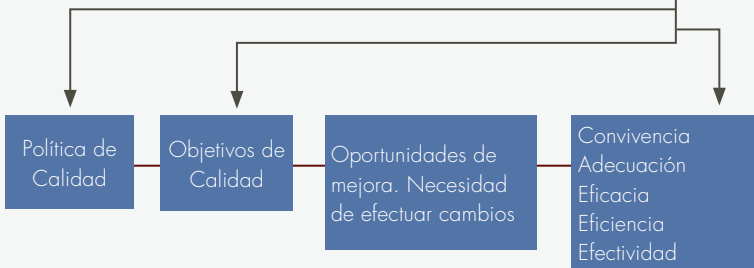 Política de
Calidad
Objetivos de
Calidad
Oportunidades de
mejora. Necesidad
de efectuar cambios
Convivencia
Adecuación
Eficacia
Eficiencia
Efectividad